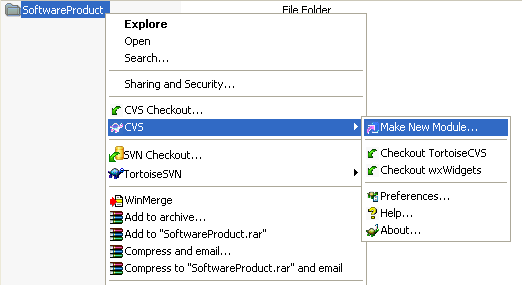 SoftwareProduct File Folder
Explore
Open
Search...
Sharing and Security...
CVS Checkout...
CVS
Make New Module...
Checkout TortoiseCVS
Checkout wxWidgets
Preferences...
Help...
About...
SVN Checkout...
TortoiseSVN
WinMerge
Add to archive...
Add to "SoftwareProduct.rar"
Compress and email...
Compress to "SoftwareProduct.rar" and email